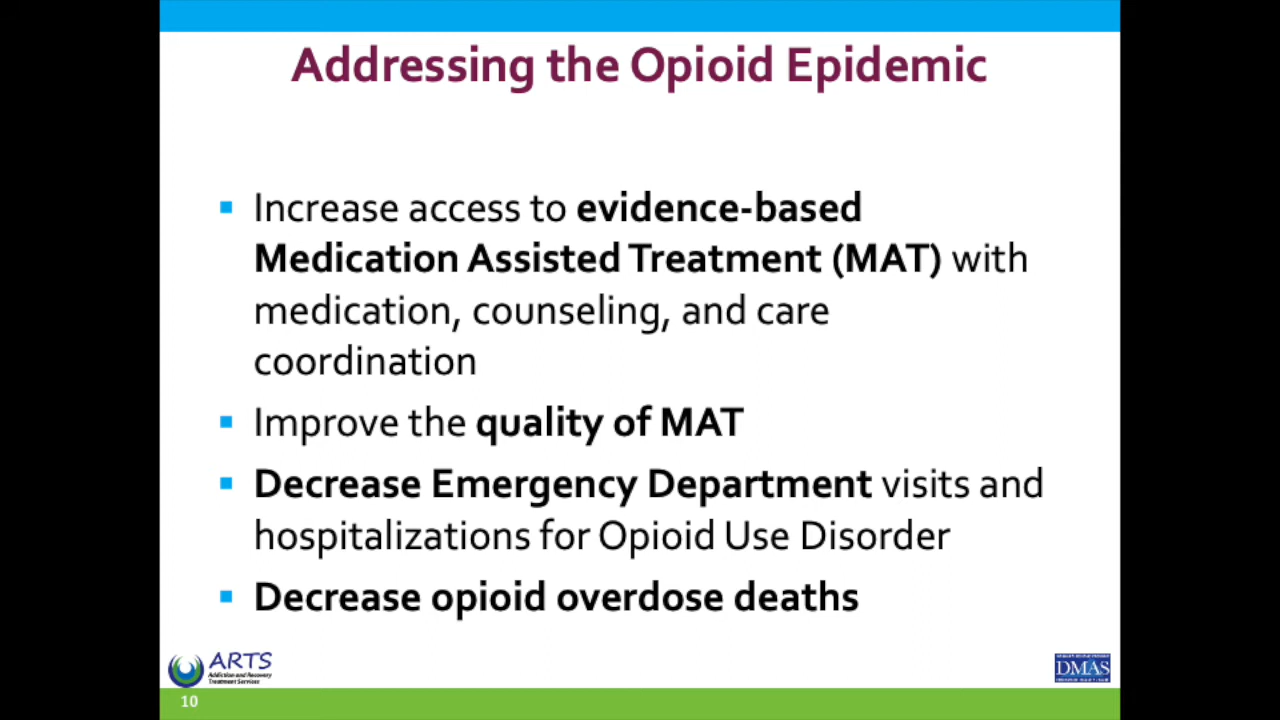 Addressing the Opioid Epidemic
Increase access to evidence-based
Medication Assisted Treatment (MAT) with
medication, counseling, and care
coordination
Improve the quality of MAT
Decrease Emergency Department visits and
hospitalizations for Opioid Use Disorder
Decrease opioid overdose deaths
ARTS
Addiction and Recovery
Treatment Services
DMAS
10